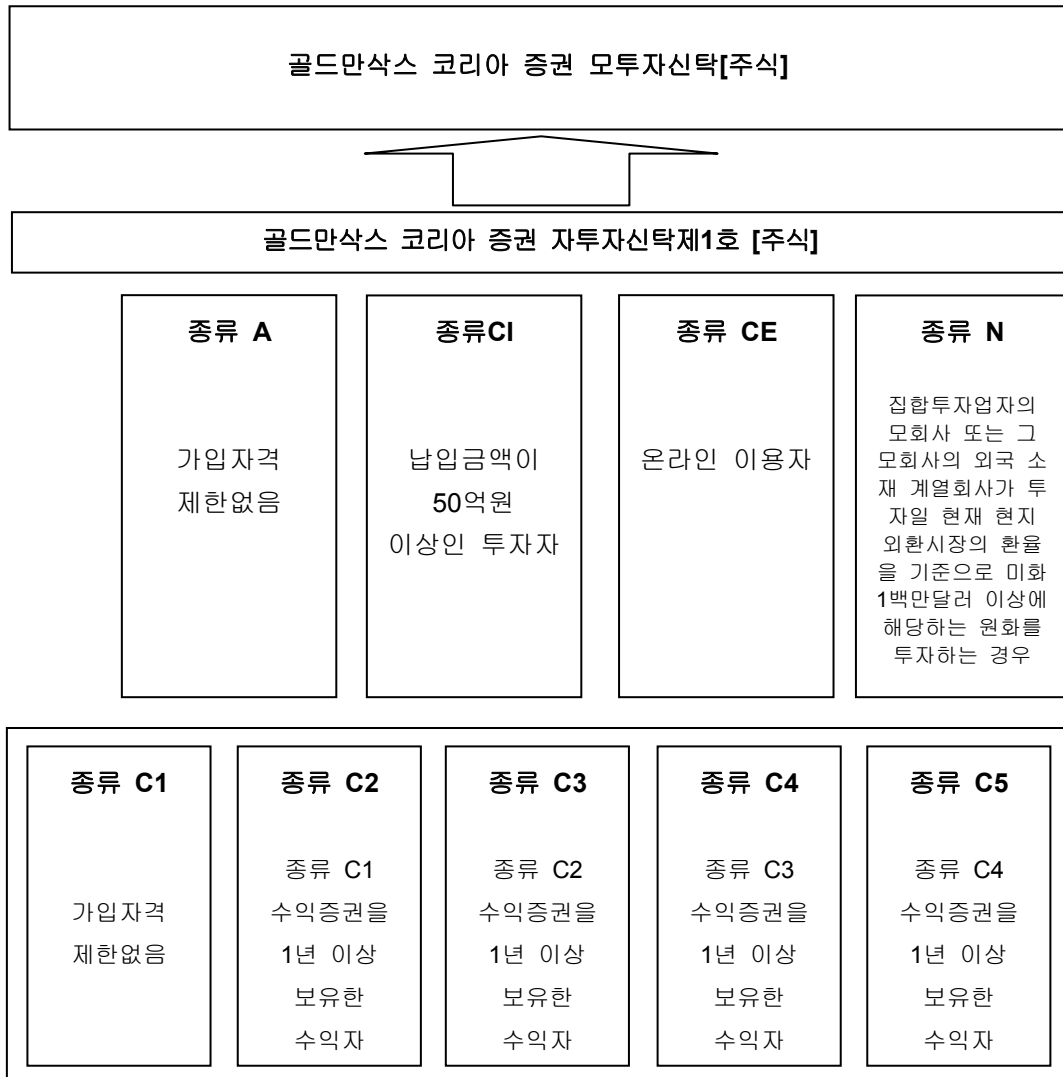 골드만삭스 코리아 증권 모투자신탁[주식]
골드만삭스 코리아 증권 자투자신탁제1호 [주식]
종류 A
가입자격
제한없음
종류CI
납입금액이
50억원
이상인 투자자
종류 CE
온라인 이용자
종류 N
집합투자업자의
모회사 또는 그
모회사의 외국 소
재 계열회사가 투
자일 현재 현지
외환시장의 환율
을 기준으로 미화
1백만달러 이상에
해당하는 원화를
투자하는 경우
종류 C1
가입자격
제한없음
종류 C2
종류 C1
수익증권을
1년 이상
보유한
수익자
종류 C3
종류 C2
수익증권을
1년 이상
보유한
수익자
종류 C4
종류 C3
수익증권을
1년 이상
보유한
수익자
종류 C5
종류 C4
수익증권을
1년 이상
보유한
수익자